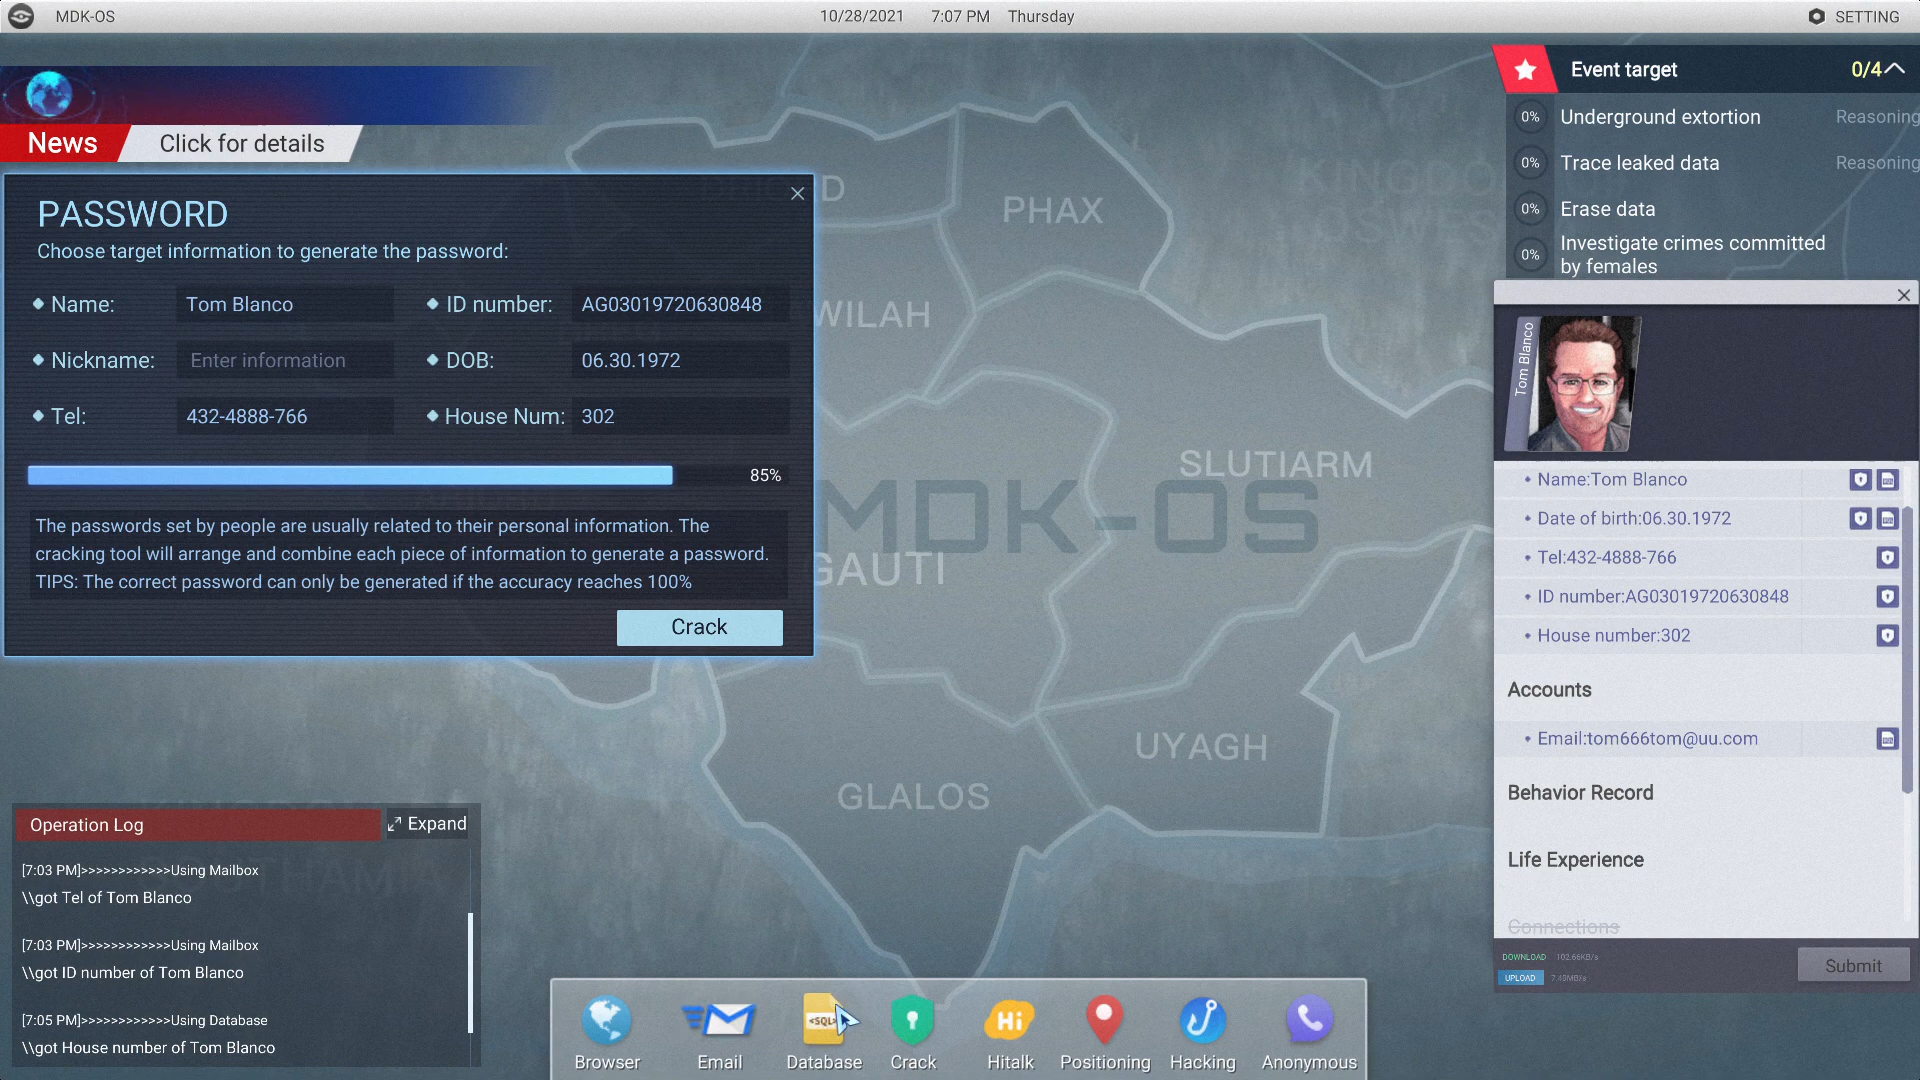 MDK-OS
10/28/2021 7:07 PM Thursday
SETTING
Event target
0/4
0% Underground extortion Reasoning
0% Trace leaked data Reasoning
0% Erase data
0% Investigate crimes committed
by females
News
Click for details
PASSWORD
Choose target information to generate the password:
Name: Tom Blanco
ID number: AG03019720630848
Nickname: Enter information
DOB: 06.30.1972
Tel: 432-4888-766
House Num: 302
85%
The passwords set by people are usually related to their personal information. The
cracking tool will arrange and combine each piece of information to generate a password.
TIPS: The correct password can only be generated if the accuracy reaches 100%
Crack
PHAX
WILAH
SLUTIARM
MDK-OS
GAUTI
UYAGH
GLALOS
Tom Blanco
• Name:Tom Blanco
• Date of birth:06.30.1972
• Tel:432-4888-766
• ID number:AG03019720630848
• House number:302
Accounts
• Email:tom666tom@uu.com
Behavior Record
Life Experience
Connections
DOWNLOAD 102.66KB/s
UPLOAD 7.45MB/s
Submit
Operation Log
Expand
[7:03 PM]>>>>>>>>>>>>Using Mailbox
\\got Tel of Tom Blanco
[7:03 PM]>>>>>>>>>>>>Using Mailbox
\\got ID number of Tom Blanco
[7:05 PM]>>>>>>>>>>>>Using Database
\\got House number of Tom Blanco
<SQL>
Hi
Browser
Email
Database
Crack
Hitalk
Positioning
Hacking
Anonymous